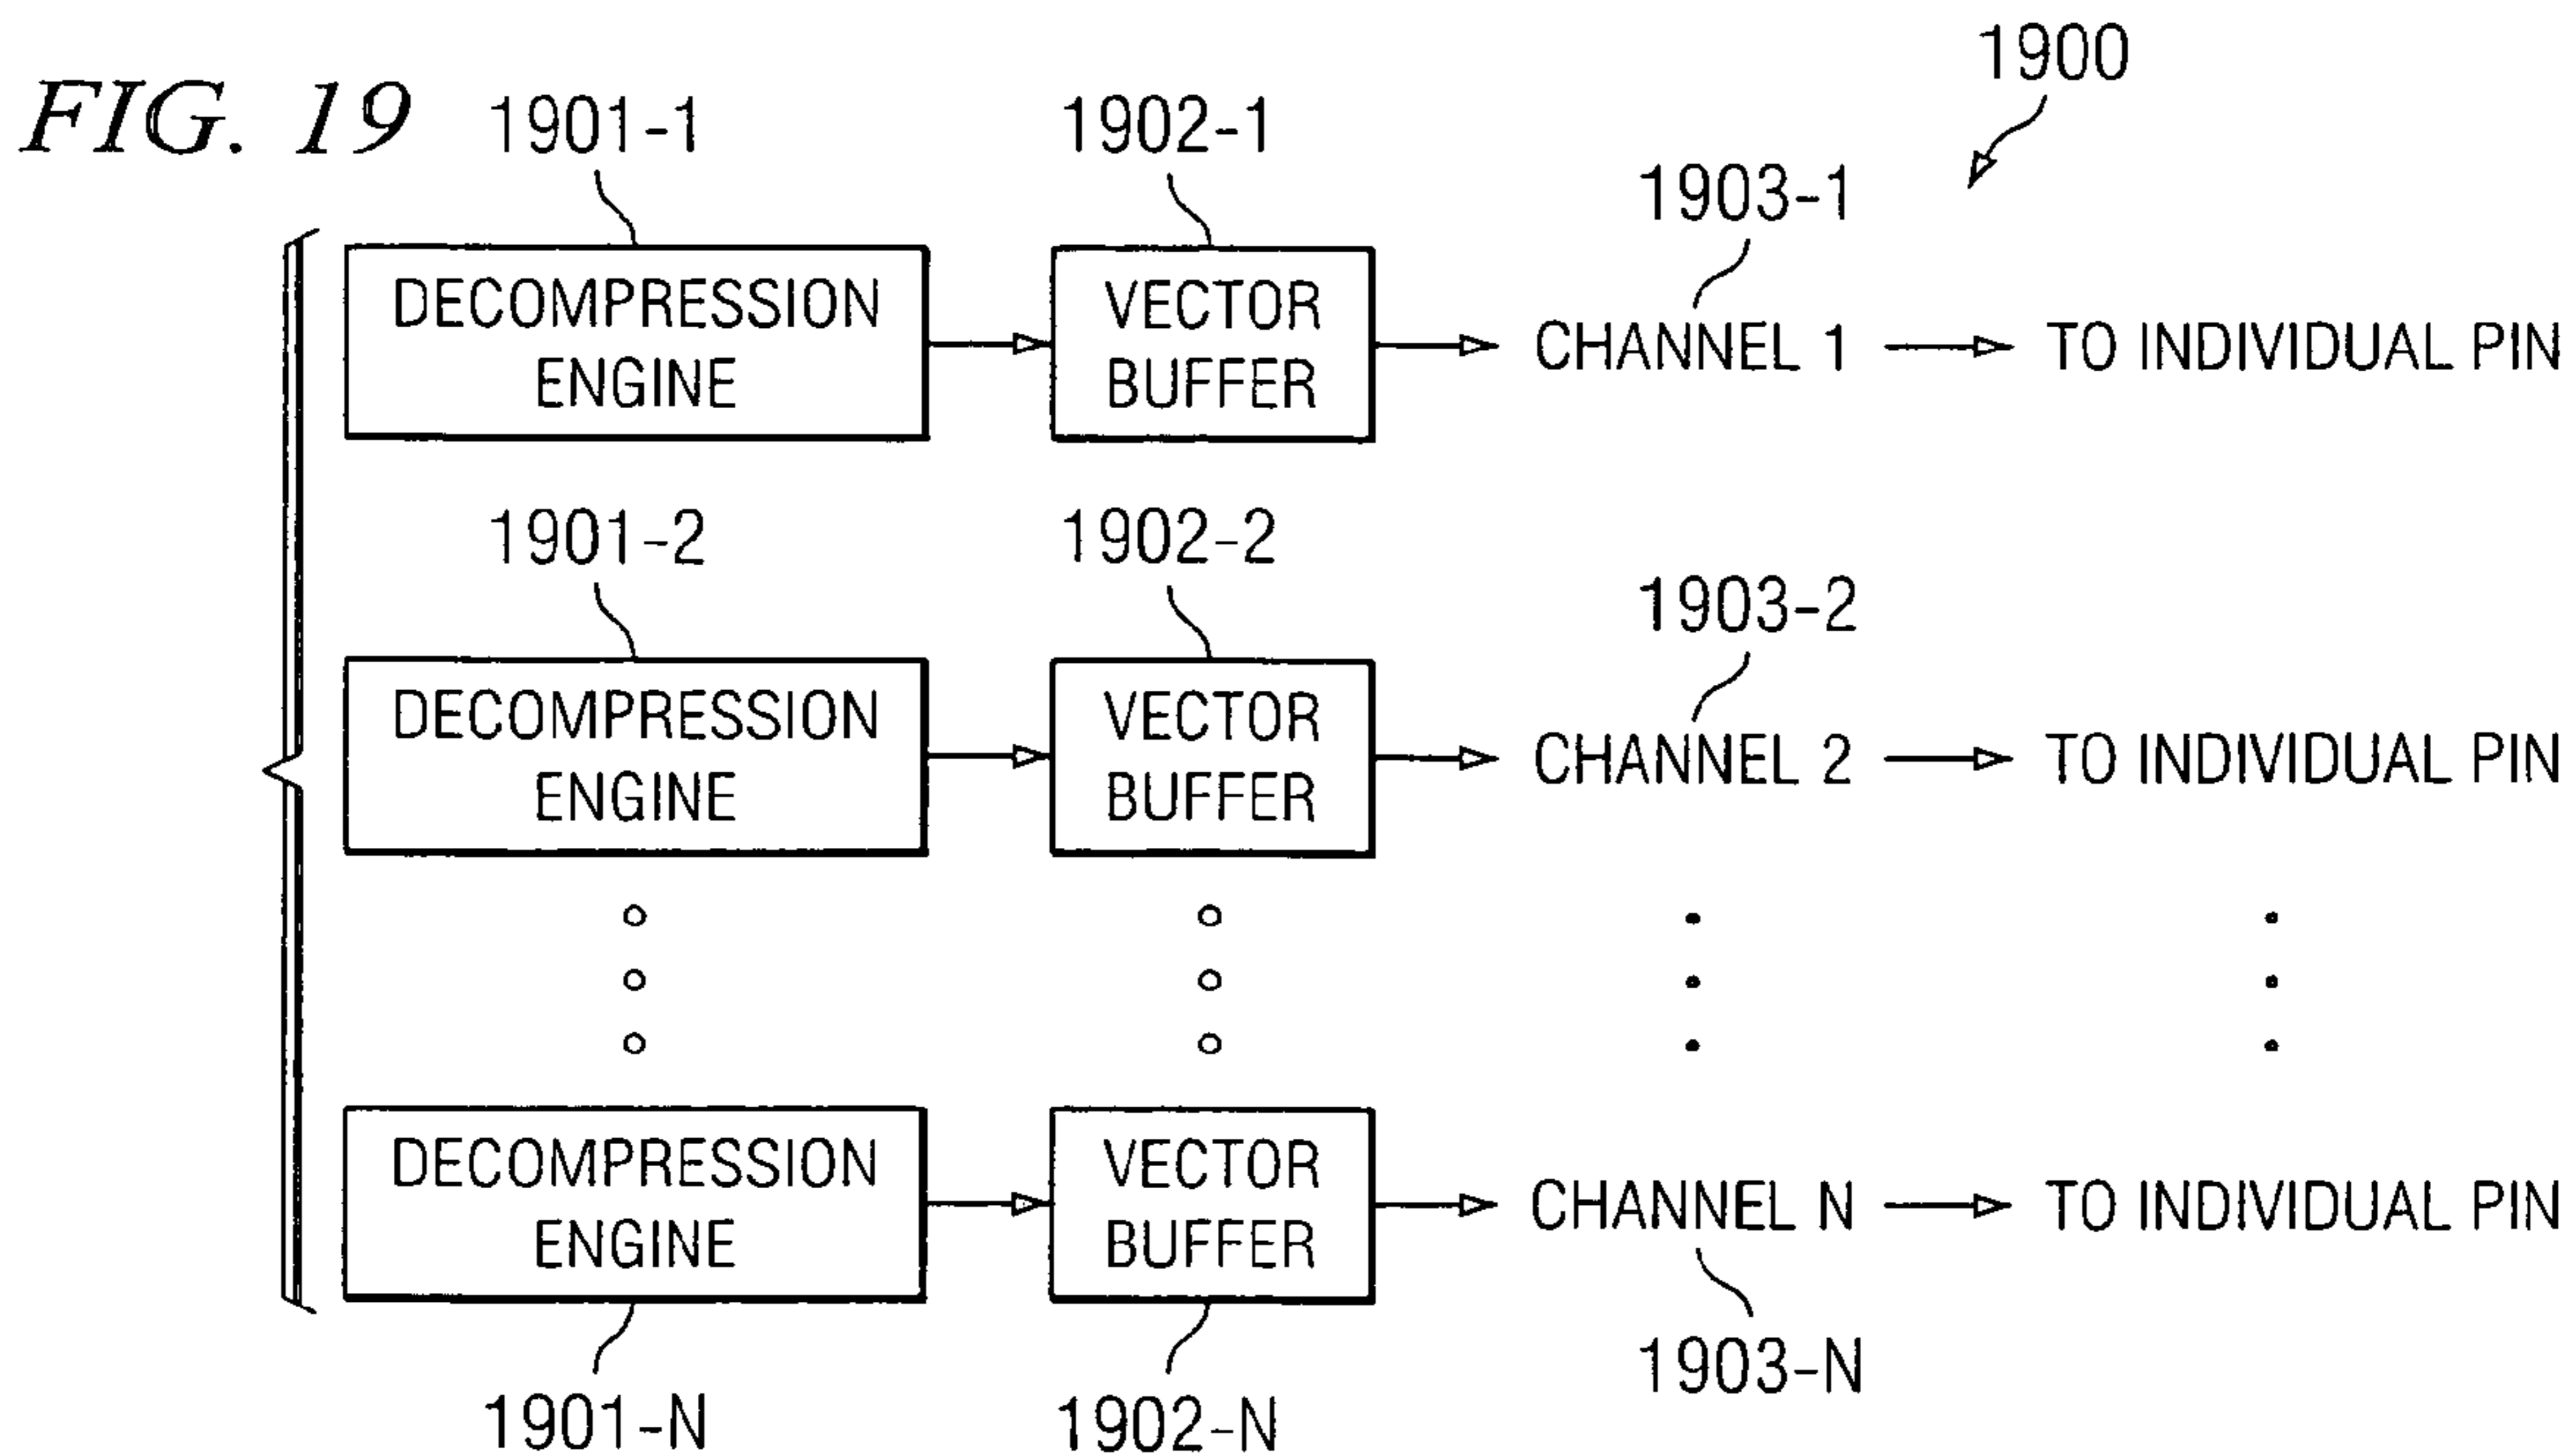 FIG. 19
1900
1901-1
1902-1
1903-1
DECOMPRESSION
ENGINE
VECTOR
BUFFER
CHANNEL 1
TO INDIVIDUAL PIN
1901-2
1902-2
1903-2
DECOMPRESSION
ENGINE
VECTOR
BUFFER
CHANNEL 2
TO INDIVIDUAL PIN
DECOMPRESSION
ENGINE
VECTOR
BUFFER
CHANNEL N
TO INDIVIDUAL PIN
1901-N
1902-N
1903-N